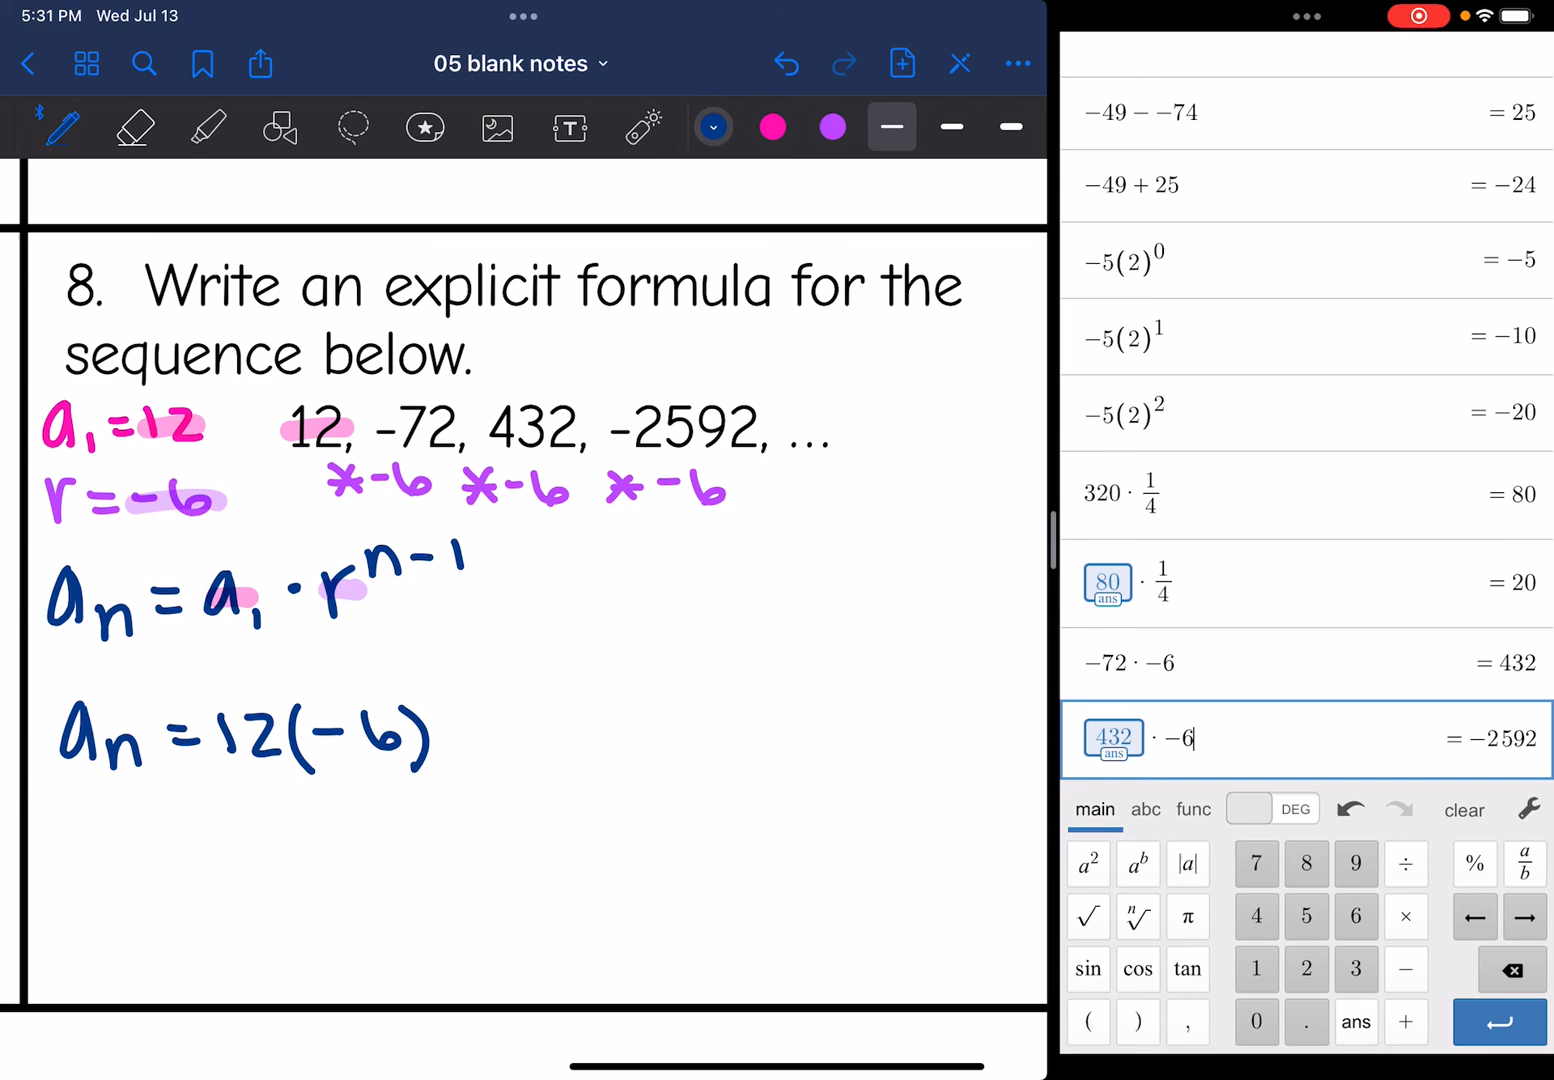 5:31 PM Wed Jul 13
05 blank notes
T
8. Write an explicit formula for the
sequence below.
a₁ = 12 12, -72, 432, -2592, ...
r = -6 * -6 * -6 * -6
aₙ = a₁ · r^(n-1)
aₙ = 12(-6)
-49 - -74 = 25
-49 + 25 = -24
-5(2)^0 = -5
-5(2)^1 = -10
-5(2)^2 = -20
320 · 1/4 = 80
80 ans · 1/4 = 20
-72 · -6 = 432
432 ans · -6 = -2592
main abc func DEG clear
a² aᵇ |a| 7 8 9 ÷ % a/b
√ ⁿ√ π 4 5 6 × ← →
sin cos tan 1 2 3 −
( ) , 0 . ans +